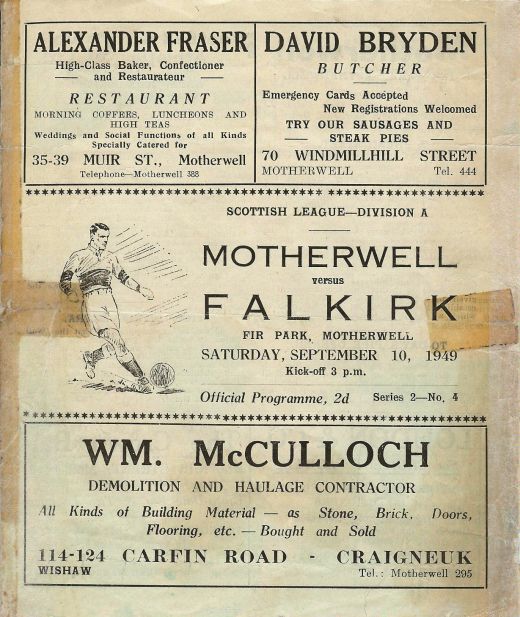 ALEXANDER FRASER
High-Class Baker, Confectioner
and Restaurateur
RESTAURANT
MORNING COFFERS, LUNCHEONS AND
HIGH TEAS
Weddings and Social Functions of all Kinds
Specially Catered for
35-39 MUIR ST., Motherwell
Telephone—Motherwell 388
DAVID BRYDEN
BUTCHER
Emergency Cards Accepted
New Registrations Welcomed
TRY OUR SAUSAGES AND
STEAK PIES
70 WINDMILLHILL STREET
MOTHERWELL Tel. 444
SCOTTISH LEAGUE—DIVISION A
MOTHERWELL
versus
FALKIRK
FIR PARK, MOTHERWELL
SATURDAY, SEPTEMBER 10, 1949
Kick-off 3 p.m.
Official Programme, 2d Series 2—No. 4
WM. McCULLOCH
DEMOLITION AND HAULAGE CONTRACTOR
All Kinds of Building Material — as Stone, Brick, Doors,
Flooring, etc. — Bought and Sold
114-124 CARFIN ROAD - CRAIGNEUK
WISHAW Tel.: Motherwell 295